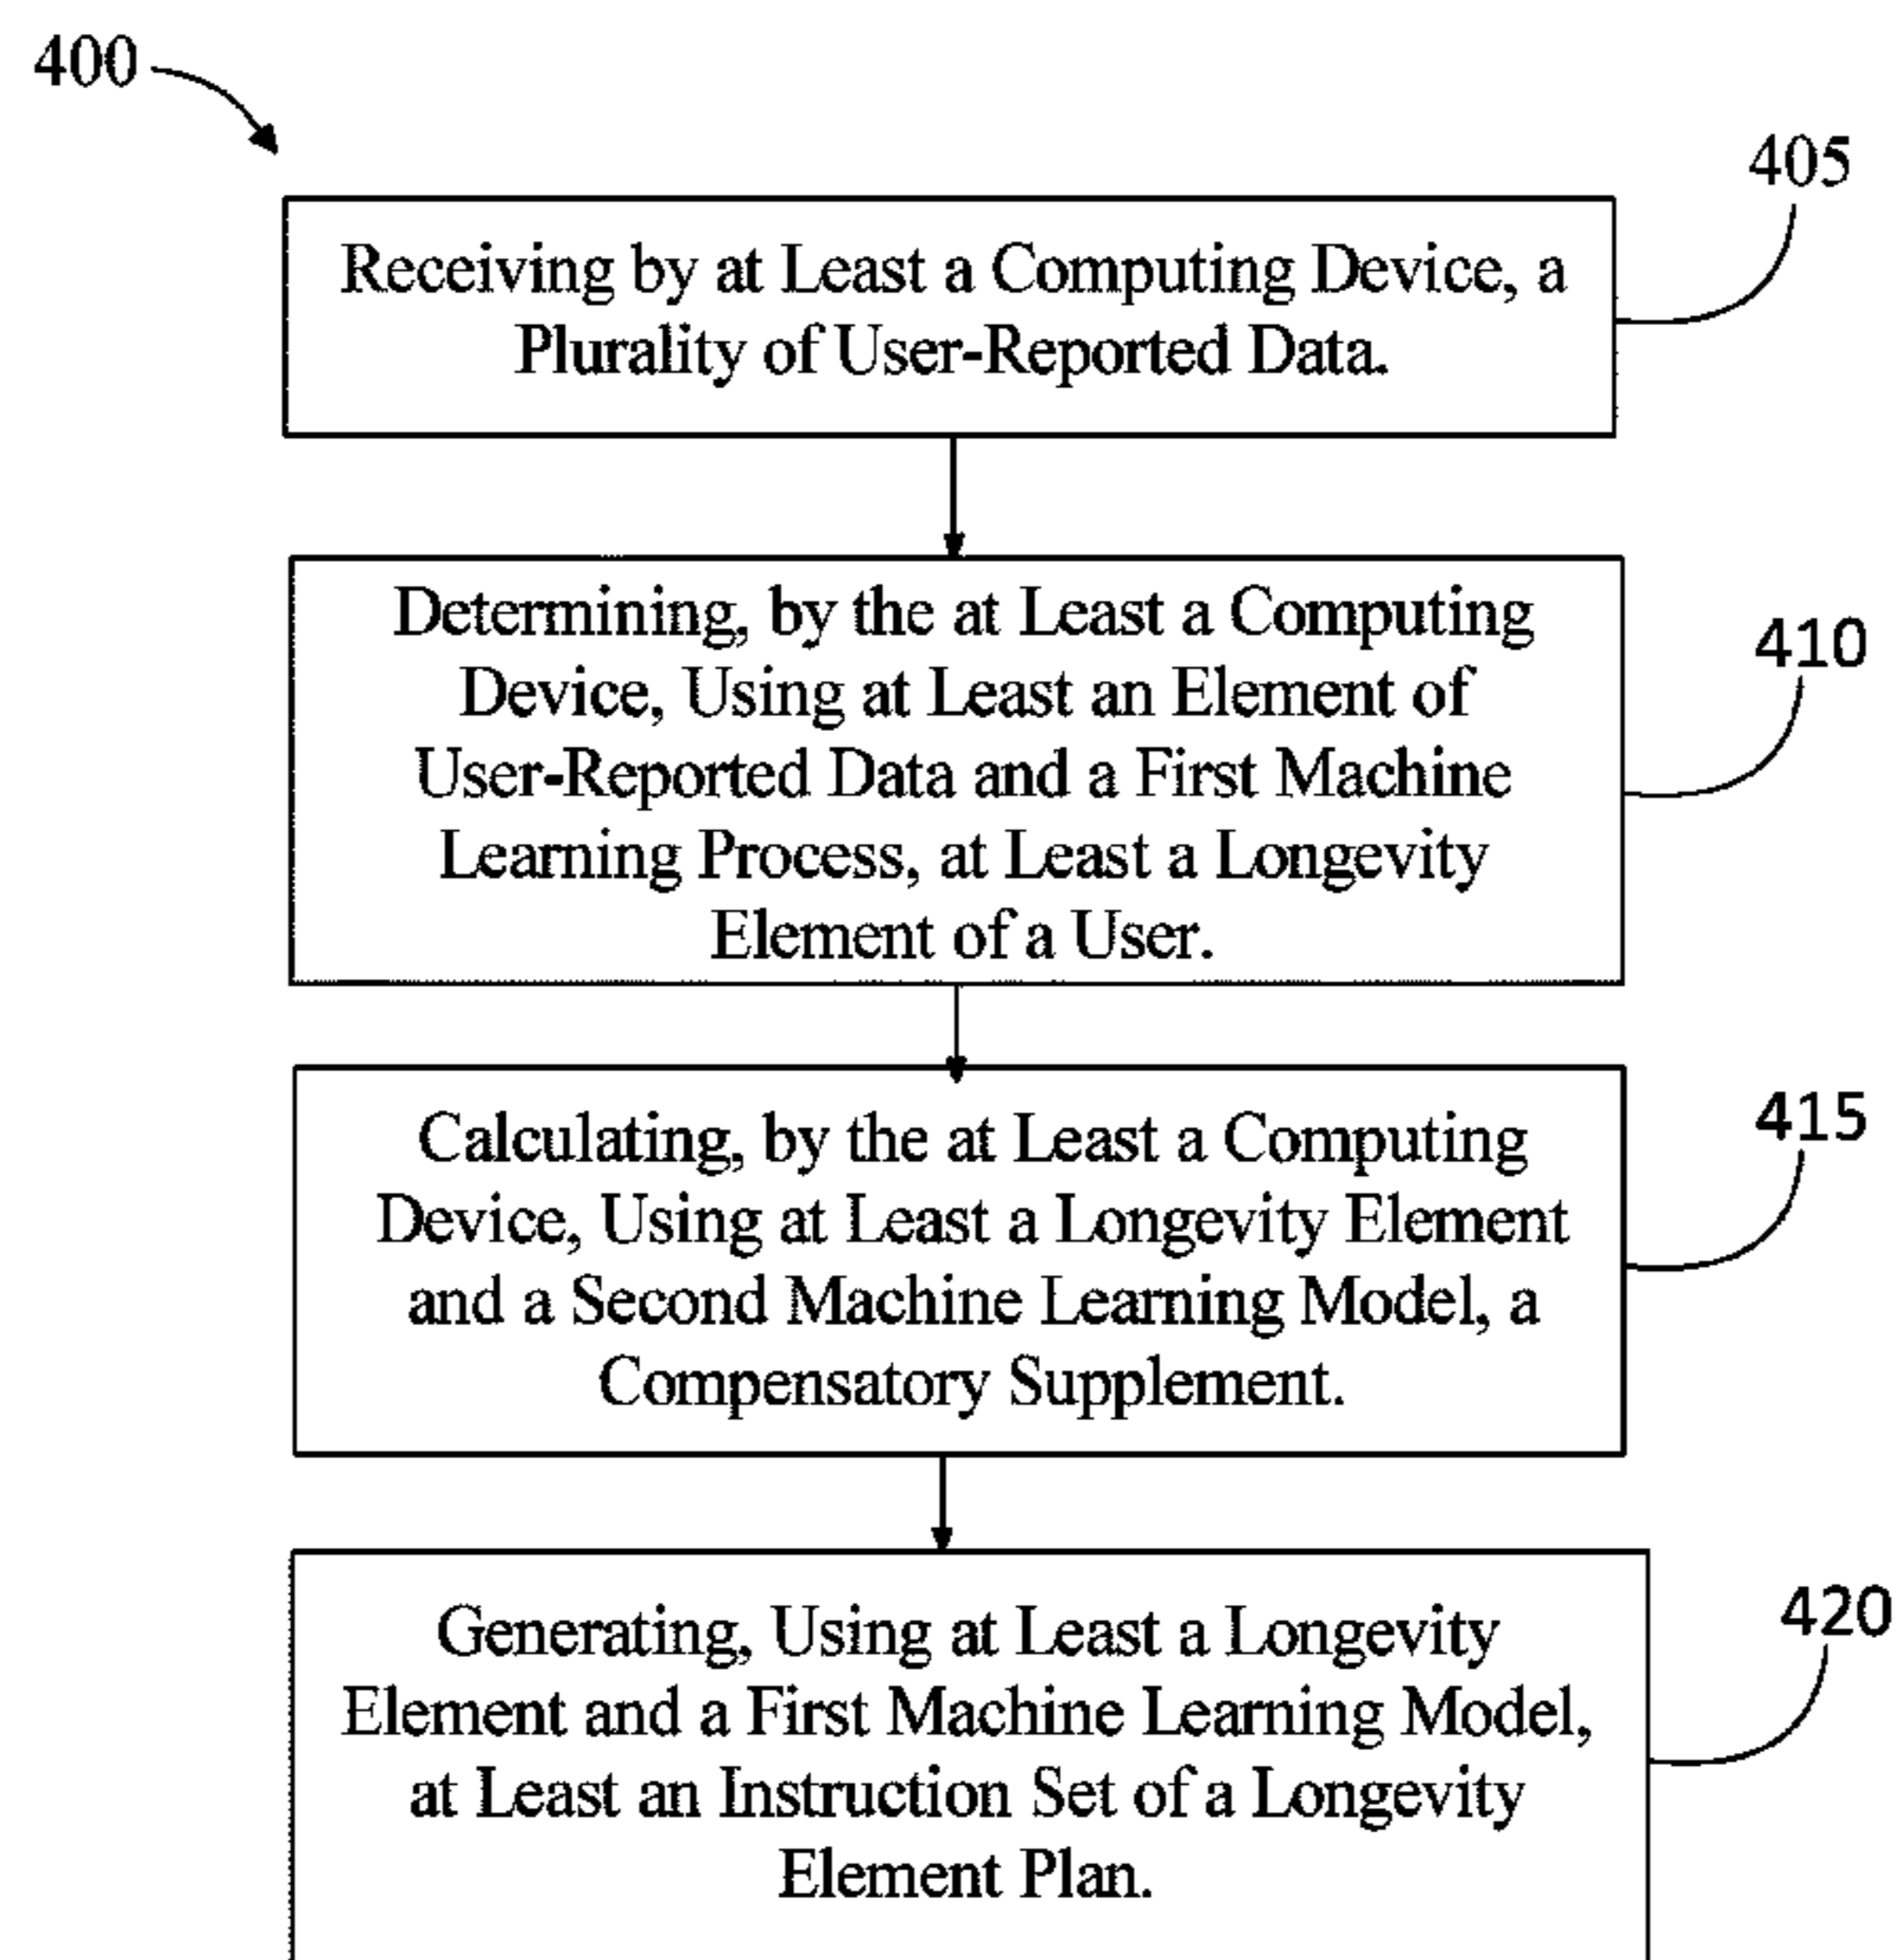 400
405
Receiving by at Least a Computing Device, a
Plurality of User-Reported Data.
410
Determining, by the at Least a Computing
Device, Using at Least an Element of
User-Reported Data and a First Machine
Learning Process, at Least a Longevity
Element of a User.
415
Calculating, by the at Least a Computing
Device, Using at Least a Longevity Element
and a Second Machine Learning Model, a
Compensatory Supplement.
420
Generating, Using at Least a Longevity
Element and a First Machine Learning Model,
at Least an Instruction Set of a Longevity
Element Plan.